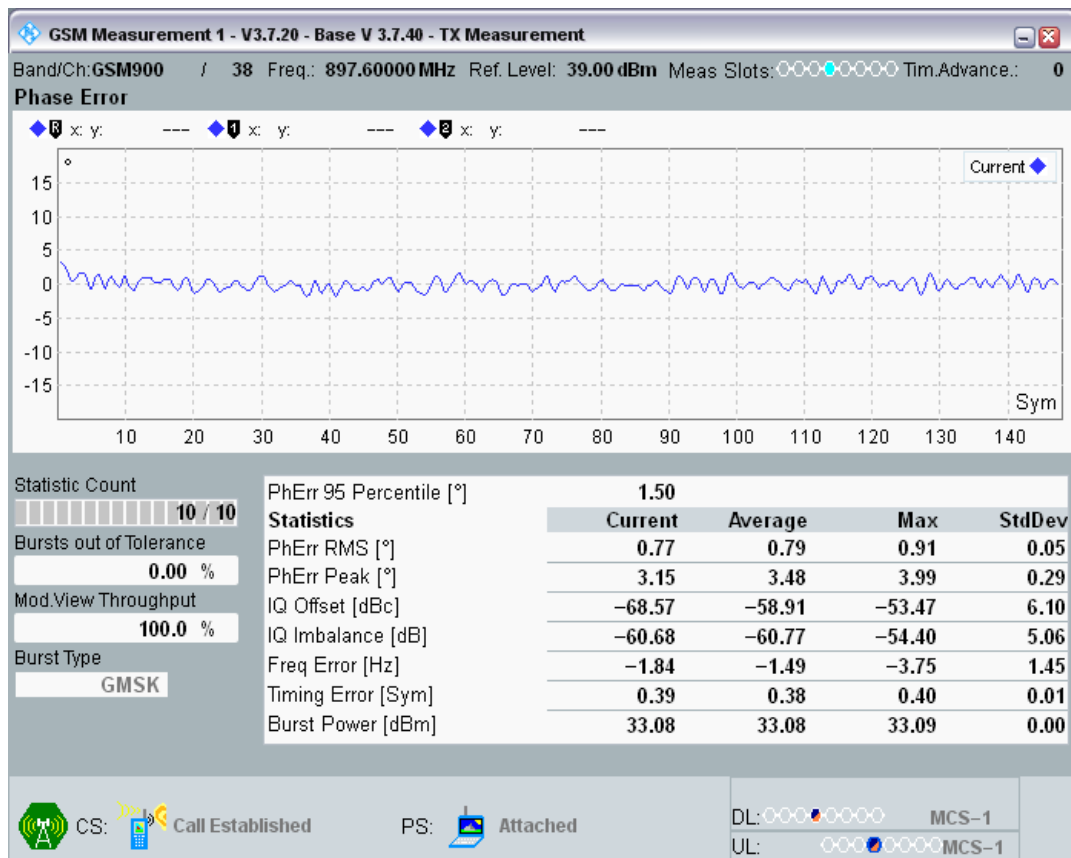 GSM Measurement 1 - V3.7.20 - Base V 3.7.40 - TX Measurement
Band/Ch:GSM900 / 38 Freq.: 897.60000 MHz Ref. Level: 39.00 dBm Meas Slots: Tim.Advance.: 0
Phase Error
R x: y: --- 1 x: y: --- 2 x: y: ---
°
Current
15
10
5
0
-5
-10
-15
Sym
10 20 30 40 50 60 70 80 90 100 110 120 130 140
Statistic Count
10 / 10
Bursts out of Tolerance
0.00 %
Mod.View Throughput
100.0 %
Burst Type
GMSK
PhErr 95 Percentile [°] 1.50
Statistics Current Average Max StdDev
PhErr RMS [°] 0.77 0.79 0.91 0.05
PhErr Peak [°] 3.15 3.48 3.99 0.29
IQ Offset [dBc] −68.57 −58.91 −53.47 6.10
IQ Imbalance [dB] −60.68 −60.77 −54.40 5.06
Freq Error [Hz] −1.84 −1.49 −3.75 1.45
Timing Error [Sym] 0.39 0.38 0.40 0.01
Burst Power [dBm] 33.08 33.08 33.09 0.00
CS: Call Established PS: Attached
DL: MCS−1
UL: MCS−1